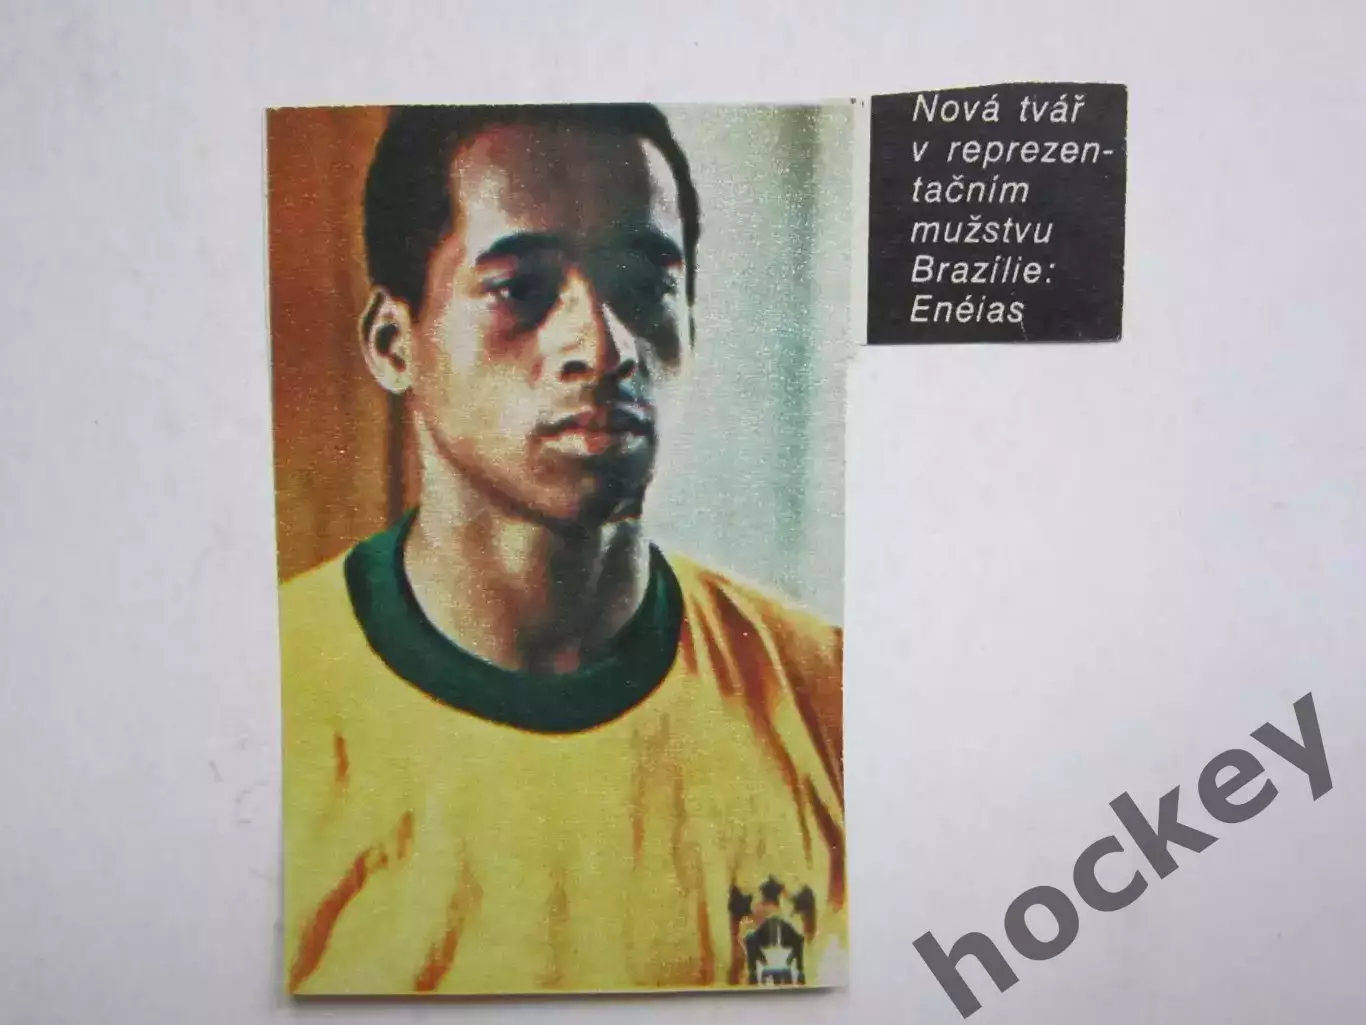 Nová tvář
v reprezen-
tačním
mužstvu
Brazílie:
Enéias
hockey